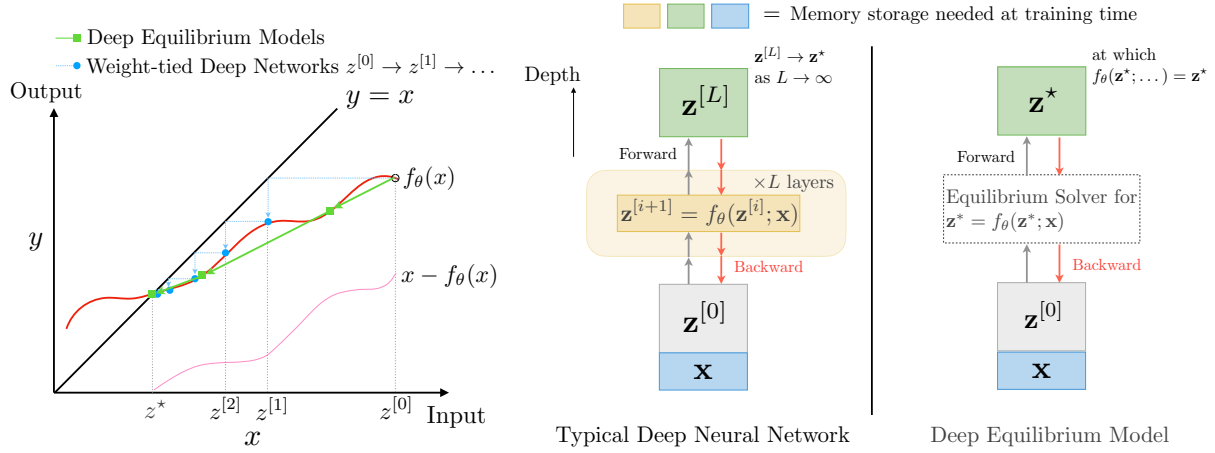 = Memory storage needed at training time
Deep Equilibrium Models
Weight-tied Deep Networks z^{[0]} → z^{[1]} → …
Output
y = x
f_θ(x)
y
x − f_θ(x)
z^⋆
z^{[2]}
z^{[1]}
z^{[0]}
Input
x
Depth
z^{[L]} → z^⋆
as L → ∞
z^{[L]}
Forward
×L layers
z^{[i+1]} = f_θ(z^{[i]}; x)
Backward
z^{[0]}
x
Typical Deep Neural Network
at which
f_θ(z^⋆; …) = z^⋆
z^⋆
Forward
Equilibrium Solver for
z^* = f_θ(z^*; x)
Backward
z^{[0]}
x
Deep Equilibrium Model